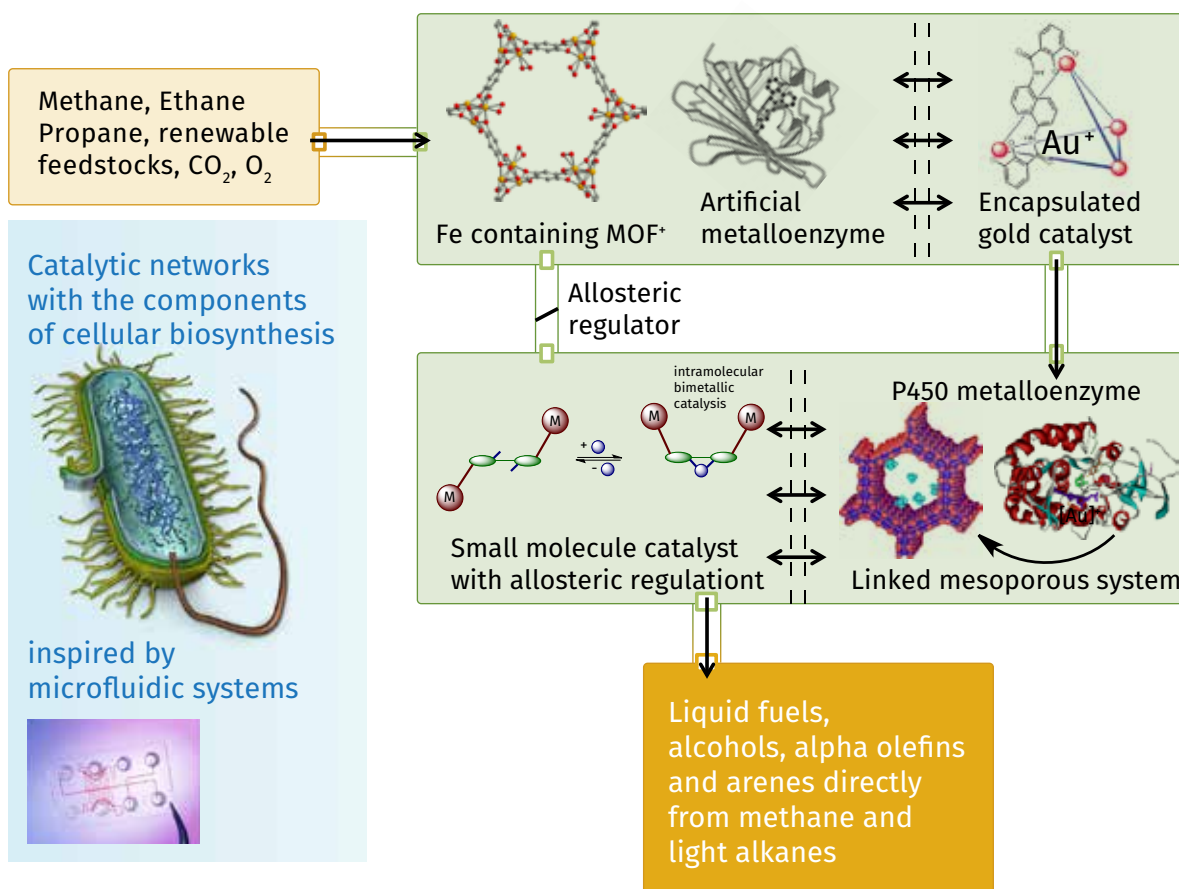 Methane, Ethane
Propane, renewable
feedstocks, CO₂, O₂
Fe containing MOF⁺
Artificial
metalloenzyme
Au⁺
Encapsulated
gold catalyst
Catalytic networks
with the components
of cellular biosynthesis
inspired by
microfluidic systems
Allosteric
regulator
intramolecular
bimetallic
catalysis
M
M
+
-
M
M
Small molecule catalyst
with allosteric regulationt
P450 metalloenzyme
[Au]
Linked mesoporous system
Liquid fuels,
alcohols, alpha olefins
and arenes directly
from methane and
light alkanes